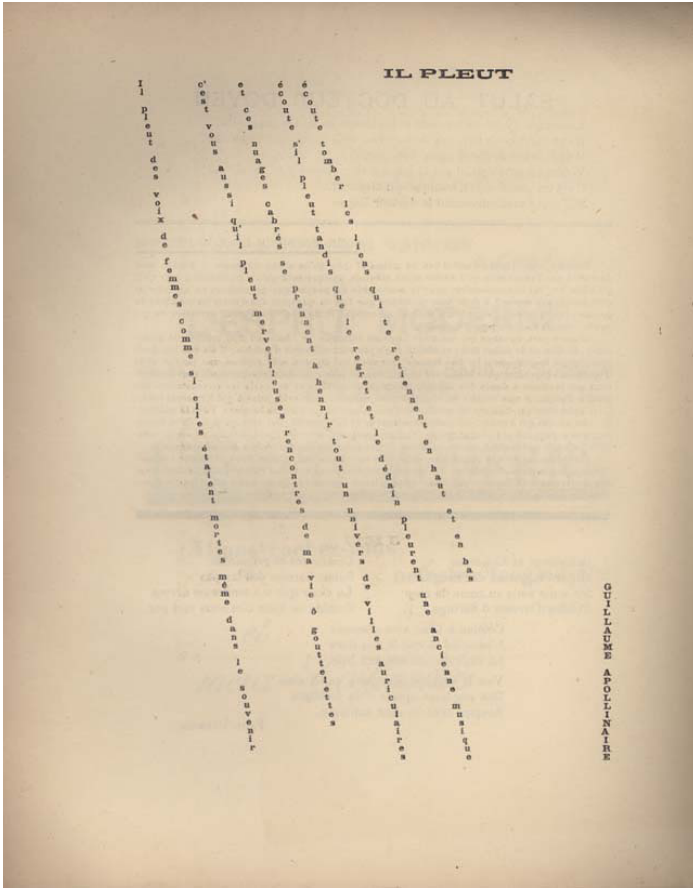 IL PLEUT
Il pleut des voix de femmes comme si elles étaient mortes même dans le souvenir
c'est vous aussi qu'il pleut merveilleuses rencontres de ma vie ô gouttelettes
et ces nuages cabrés se prennent à hennir tout un univers de villes auriculaires
écoute s'il pleut tandis que le regret et le dédain pleurent une ancienne musique
écoute tomber les liens qui te retiennent en haut et en bas
GUILLAUME APOLLINAIRE